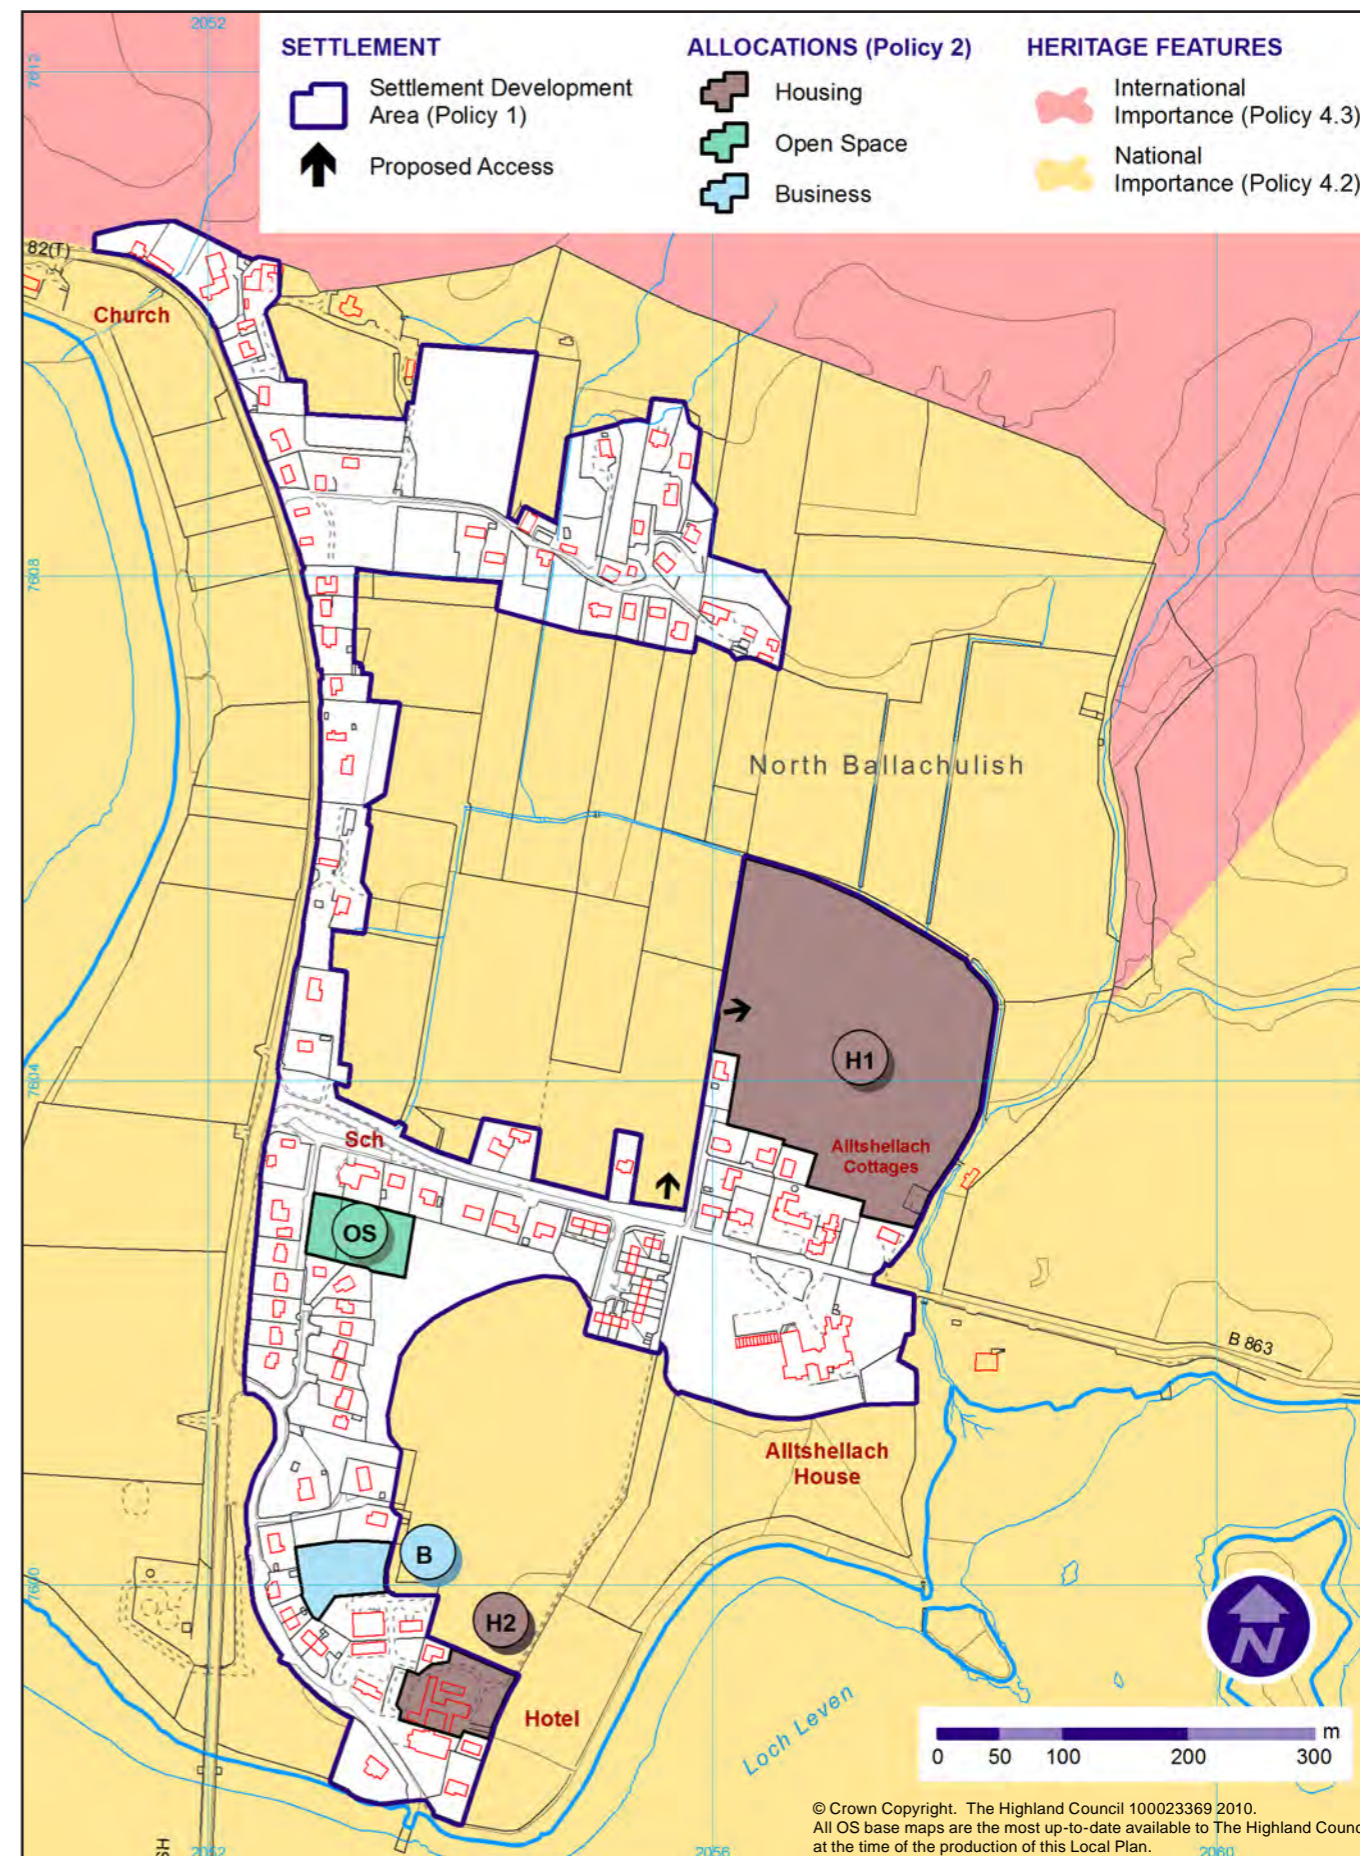 2052
7612
SETTLEMENT
Settlement Development
Area (Policy 1)
Proposed Access
ALLOCATIONS (Policy 2)
Housing
Open Space
Business
HERITAGE FEATURES
International
Importance (Policy 4.3)
National
Importance (Policy 4.2)
82(T)
Church
7608
North Ballachulish
H1
7604
Sch
Alltshellach
Cottages
OS
B 863
Alltshellach
House
B
7600
H2
N
Hotel
Loch Leven
m
0 50 100 200 300
© Crown Copyright. The Highland Council 100023369 2010.
All OS base maps are the most up-to-date available to The Highland Counc
at the time of the production of this Local Plan.
SH
2052
2056
2060